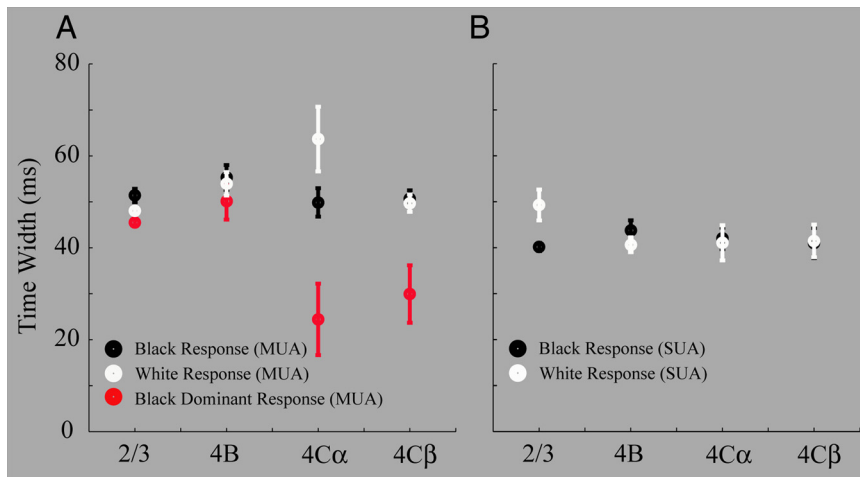 A
B
80
60
40
20
0
Time Width (ms)
Black Response (MUA)
White Response (MUA)
Black Dominant Response (MUA)
2/3 4B 4Cα 4Cβ
Black Response (SUA)
White Response (SUA)
2/3 4B 4Cα 4Cβ